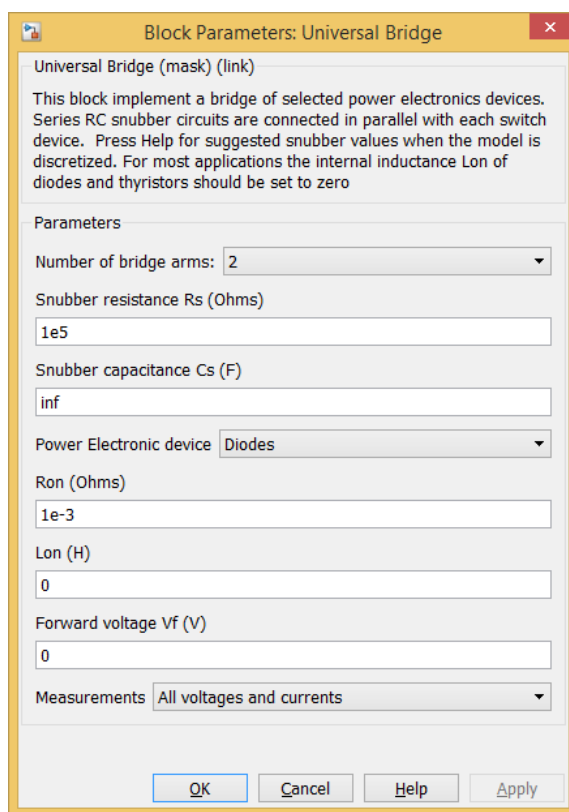 Block Parameters: Universal Bridge
Universal Bridge (mask) (link)
This block implement a bridge of selected power electronics devices.
Series RC snubber circuits are connected in parallel with each switch
device.  Press Help for suggested snubber values when the model is
discretized. For most applications the internal inductance Lon of
diodes and thyristors should be set to zero
Parameters
Number of bridge arms: 2
Snubber resistance Rs (Ohms)
1e5
Snubber capacitance Cs (F)
inf
Power Electronic device Diodes
Ron (Ohms)
1e-3
Lon (H)
0
Forward voltage Vf (V)
0
Measurements All voltages and currents
OK Cancel Help Apply